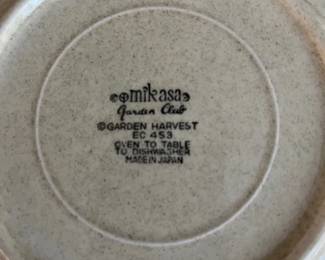 mikasa
Garden Club
©GARDEN HARVEST
EC 453
OVEN TO TABLE
TO DISHWASHER
MADE IN JAPAN